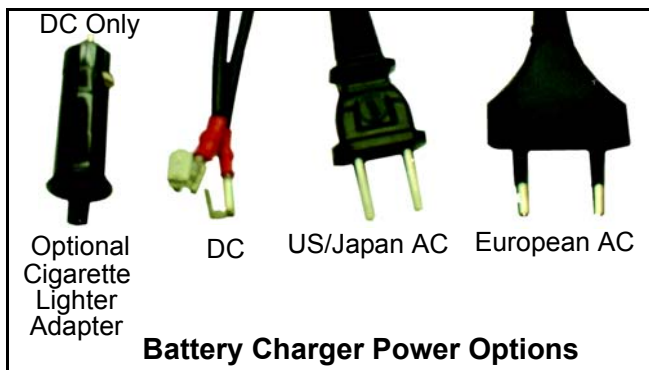 DC Only
Optional
Cigarette
Lighter
Adapter
DC
US/Japan AC
European AC
Battery Charger Power Options